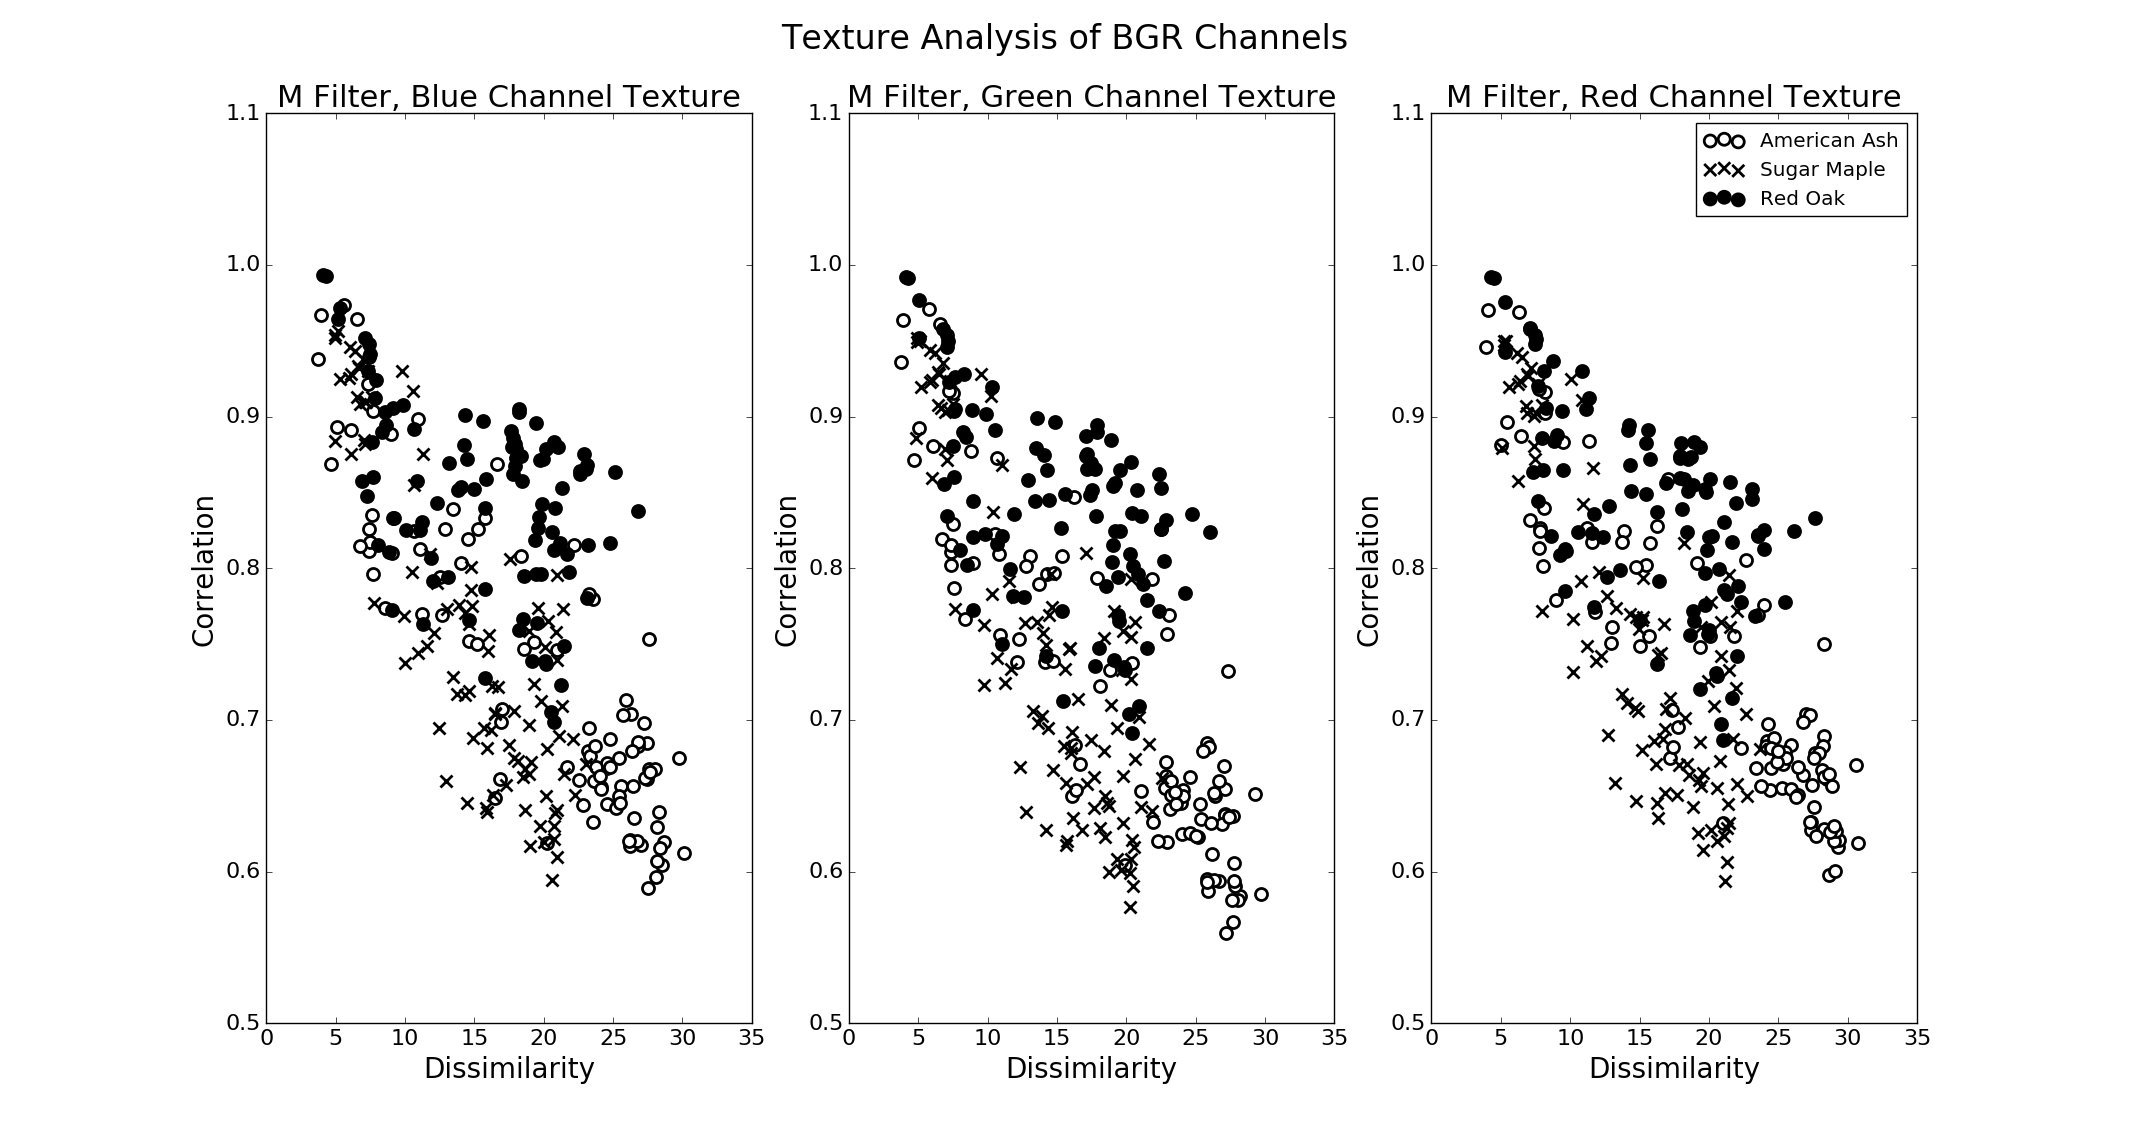 Texture Analysis of BGR Channels
M Filter, Blue Channel Texture
1.1
1.0
0.9
0.8
0.7
0.6
0.5
Correlation
0 5 10 15 20 25 30 35
Dissimilarity
M Filter, Green Channel Texture
1.1
1.0
0.9
0.8
0.7
0.6
0.5
Correlation
0 5 10 15 20 25 30 35
Dissimilarity
M Filter, Red Channel Texture
1.1
1.0
0.9
0.8
0.7
0.6
0.5
Correlation
0 5 10 15 20 25 30 35
Dissimilarity
American Ash
Sugar Maple
Red Oak